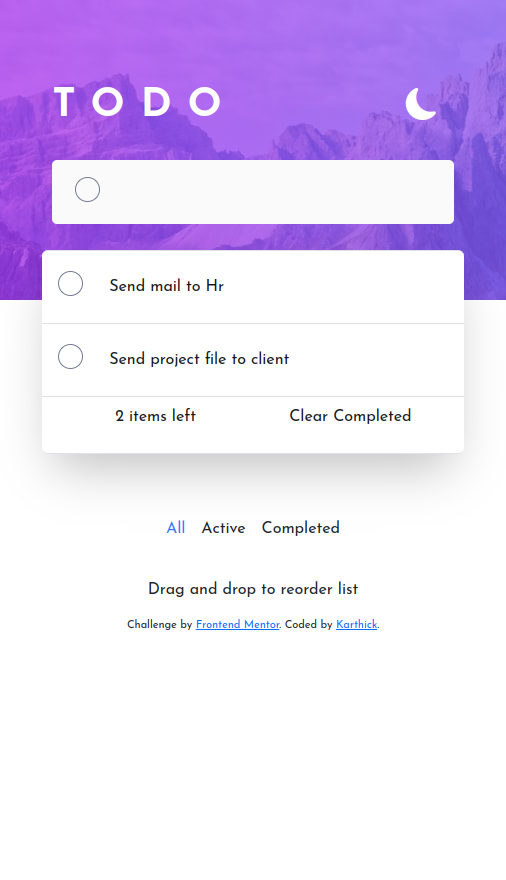 TODO
Send mail to Hr
Send project file to client
2 items left Clear Completed
All Active Completed
Drag and drop to reorder list
Challenge by Frontend Mentor. Coded by Karthick.